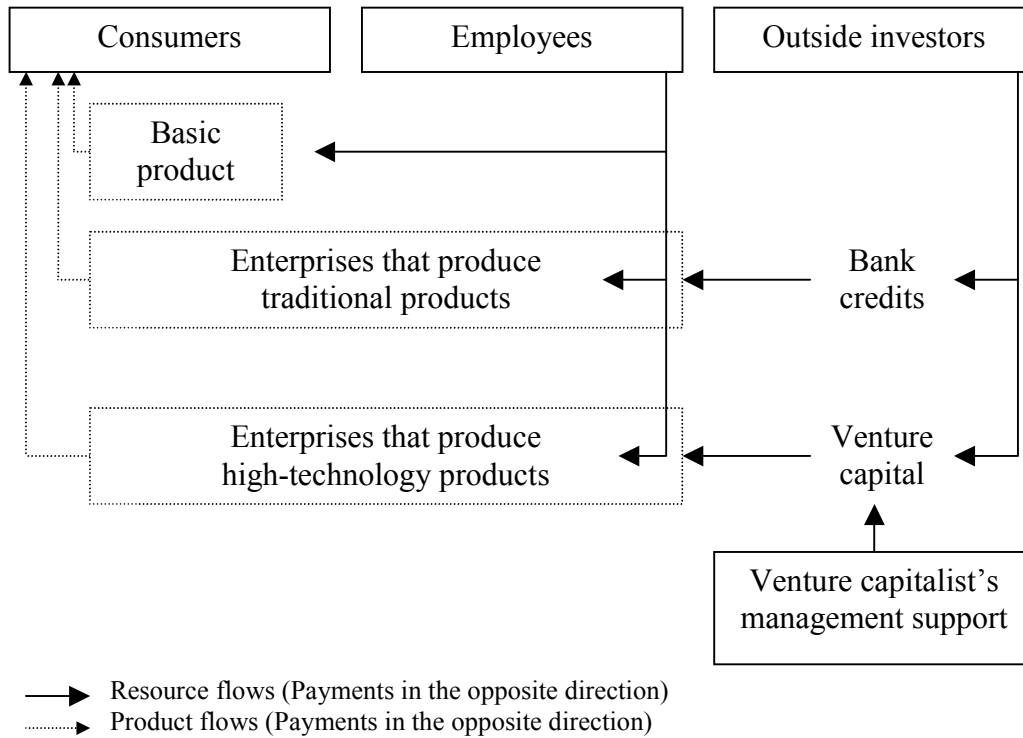 Consumers
Employees
Outside investors
Basic
product
Enterprises that produce
traditional products
Bank
credits
Enterprises that produce
high-technology products
Venture
capital
Venture capitalist’s
management support
Resource flows (Payments in the opposite direction)
Product flows (Payments in the opposite direction)